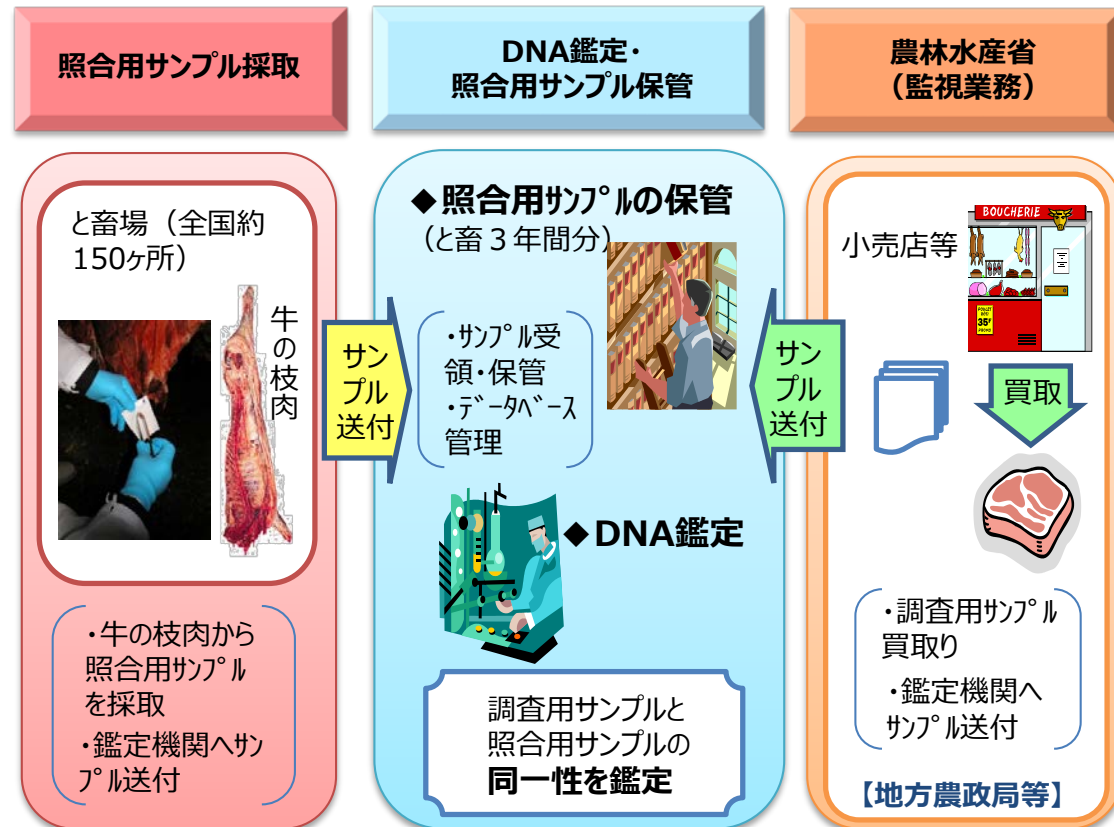 照合用サンプル採取
DNA鑑定・
照合用サンプル保管
農林水産省
（監視業務）
と畜場（全国約
150ヶ所）
牛の枝肉
・牛の枝肉から
照合用ｻﾝﾌﾟﾙ
を採取
・鑑定機関へｻﾝ
ﾌﾟﾙ送付
サン
プル
送付
◆照合用ｻﾝﾌﾟﾙの保管
（と畜３年間分）
・ｻﾝﾌﾟﾙ受
領・保管
・ﾃﾞｰﾀﾍﾞｰｽ
管理
◆DNA鑑定
調査用サンプルと
照合用サンプルの
同一性を鑑定
サン
プル
送付
小売店等
BOUCHERIE
35F
買取
・調査用ｻﾝﾌﾟﾙ
買取り
・鑑定機関へ
ｻﾝﾌﾟﾙ送付
【地方農政局等】